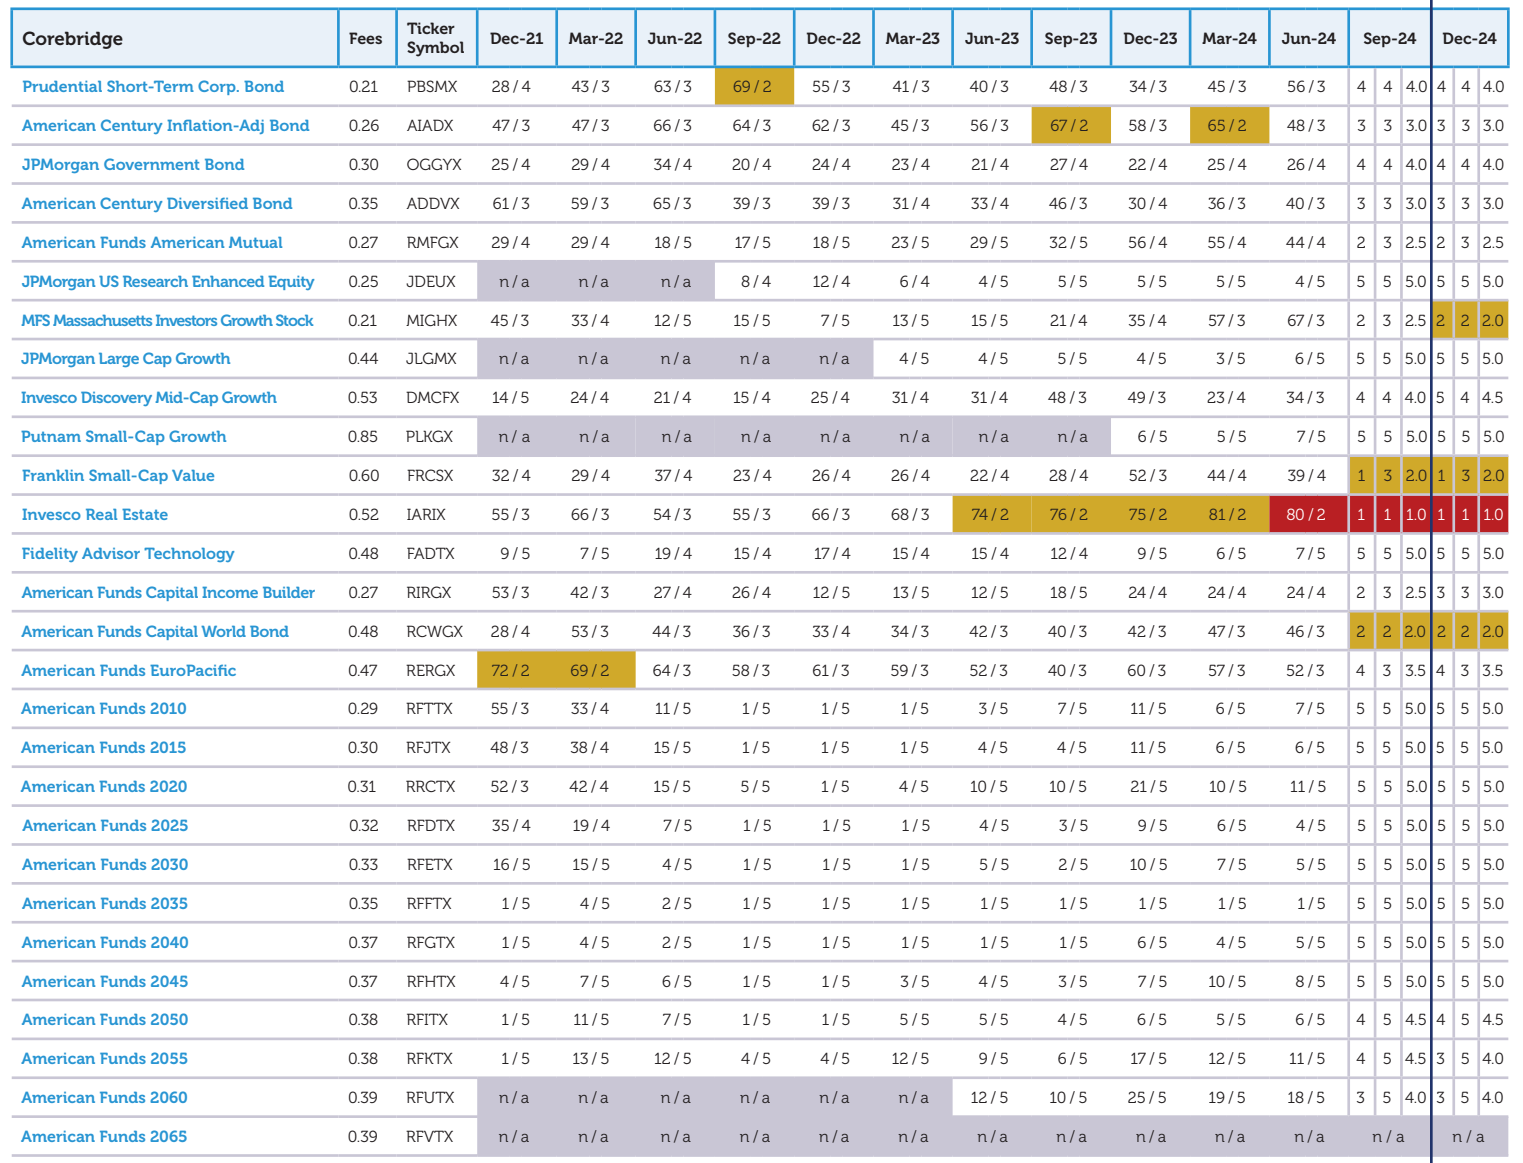 Corebridge Fees Ticker Symbol Dec-21 Mar-22 Jun-22 Sep-22 Dec-22 Mar-23 Jun-23 Sep-23 Dec-23 Mar-24 Jun-24 Sep-24 Dec-24
Prudential Short-Term Corp. Bond 0.21 PBSMX 28 / 4 43 / 3 63 / 3 69 / 2 55 / 3 41 / 3 40 / 3 48 / 3 34 / 3 45 / 3 56 / 3 4 4 4.0 4 4 4.0
American Century Inflation-Adj Bond 0.26 AIADX 47 / 3 47 / 3 66 / 3 64 / 3 62 / 3 45 / 3 56 / 3 67 / 2 58 / 3 65 / 2 48 / 3 3 3 3.0 3 3 3.0
JPMorgan Government Bond 0.30 OGGYX 25 / 4 29 / 4 34 / 4 20 / 4 24 / 4 23 / 4 21 / 4 27 / 4 22 / 4 25 / 4 26 / 4 4 4 4.0 4 4 4.0
American Century Diversified Bond 0.35 ADDVX 61 / 3 59 / 3 65 / 3 39 / 3 39 / 3 31 / 4 33 / 4 46 / 3 30 / 4 36 / 3 40 / 3 3 3 3.0 3 3 3.0
American Funds American Mutual 0.27 RMFGX 29 / 4 29 / 4 18 / 5 17 / 5 18 / 5 23 / 5 29 / 5 32 / 5 56 / 4 55 / 4 44 / 4 2 3 2.5 2 3 2.5
JPMorgan US Research Enhanced Equity 0.25 JDEUX n / a n / a n / a 8 / 4 12 / 4 6 / 4 4 / 5 5 / 5 5 / 5 5 / 5 4 / 5 5 5 5.0 5 5 5.0
MFS Massachusetts Investors Growth Stock 0.21 MIGHX 45 / 3 33 / 4 12 / 5 15 / 5 7 / 5 13 / 5 15 / 5 21 / 4 35 / 4 57 / 3 67 / 3 2 3 2.5 2 2 2.0
JPMorgan Large Cap Growth 0.44 JLGMX n / a n / a n / a n / a n / a 4 / 5 4 / 5 5 / 5 4 / 5 3 / 5 6 / 5 5 5 5.0 5 5 5.0
Invesco Discovery Mid-Cap Growth 0.53 DMCFX 14 / 5 24 / 4 21 / 4 15 / 4 25 / 4 31 / 4 31 / 4 48 / 3 49 / 3 23 / 4 34 / 3 4 4 4.0 5 4 4.5
Putnam Small-Cap Growth 0.85 PLKGX n / a n / a n / a n / a n / a n / a n / a n / a 6 / 5 5 / 5 7 / 5 5 5 5.0 5 5 5.0
Franklin Small-Cap Value 0.60 FRCSX 32 / 4 29 / 4 37 / 4 23 / 4 26 / 4 26 / 4 22 / 4 28 / 4 52 / 3 44 / 4 39 / 4 1 3 2.0 1 3 2.0
Invesco Real Estate 0.52 IARIX 55 / 3 66 / 3 54 / 3 55 / 3 66 / 3 68 / 3 74 / 2 76 / 2 75 / 2 81 / 2 80 / 2 1 1 1.0 1 1 1.0
Fidelity Advisor Technology 0.48 FADTX 9 / 5 7 / 5 19 / 4 15 / 4 17 / 4 15 / 4 15 / 4 12 / 4 9 / 5 6 / 5 7 / 5 5 5 5.0 5 5 5.0
American Funds Capital Income Builder 0.27 RIRGX 53 / 3 42 / 3 27 / 4 26 / 4 12 / 5 13 / 5 12 / 5 18 / 5 24 / 4 24 / 4 24 / 4 2 3 2.5 3 3 3.0
American Funds Capital World Bond 0.48 RCWGX 28 / 4 53 / 3 44 / 3 36 / 3 33 / 4 34 / 3 42 / 3 40 / 3 42 / 3 47 / 3 46 / 3 2 2 2.0 2 2 2.0
American Funds EuroPacific 0.47 RERGX 72 / 2 69 / 2 64 / 3 58 / 3 61 / 3 59 / 3 52 / 3 40 / 3 60 / 3 57 / 3 52 / 3 4 3 3.5 4 3 3.5
American Funds 2010 0.29 RFTTX 55 / 3 33 / 4 11 / 5 1 / 5 1 / 5 1 / 5 3 / 5 7 / 5 11 / 5 6 / 5 7 / 5 5 5 5.0 5 5 5.0
American Funds 2015 0.30 RFJTX 48 / 3 38 / 4 15 / 5 1 / 5 1 / 5 1 / 5 4 / 5 4 / 5 11 / 5 6 / 5 6 / 5 5 5 5.0 5 5 5.0
American Funds 2020 0.31 RRCTX 52 / 3 42 / 4 15 / 5 5 / 5 1 / 5 4 / 5 10 / 5 10 / 5 21 / 5 10 / 5 11 / 5 5 5 5.0 5 5 5.0
American Funds 2025 0.32 RFDTX 35 / 4 19 / 4 7 / 5 1 / 5 1 / 5 1 / 5 4 / 5 3 / 5 9 / 5 6 / 5 4 / 5 5 5 5.0 5 5 5.0
American Funds 2030 0.33 RFETX 16 / 5 15 / 5 4 / 5 1 / 5 1 / 5 1 / 5 5 / 5 2 / 5 10 / 5 7 / 5 5 / 5 5 5 5.0 5 5 5.0
American Funds 2035 0.35 RFFTX 1 / 5 4 / 5 2 / 5 1 / 5 1 / 5 1 / 5 1 / 5 1 / 5 1 / 5 1 / 5 1 / 5 5 5 5.0 5 5 5.0
American Funds 2040 0.37 RFGTX 1 / 5 4 / 5 2 / 5 1 / 5 1 / 5 1 / 5 1 / 5 1 / 5 6 / 5 4 / 5 5 / 5 5 5 5.0 5 5 5.0
American Funds 2045 0.37 RFHTX 4 / 5 7 / 5 6 / 5 1 / 5 1 / 5 3 / 5 4 / 5 3 / 5 7 / 5 10 / 5 8 / 5 5 5 5.0 5 5 5.0
American Funds 2050 0.38 RFITX 1 / 5 11 / 5 7 / 5 1 / 5 1 / 5 5 / 5 5 / 5 4 / 5 6 / 5 5 / 5 6 / 5 4 5 4.5 4 5 4.5
American Funds 2055 0.38 RFKTX 1 / 5 13 / 5 12 / 5 4 / 5 4 / 5 12 / 5 9 / 5 6 / 5 17 / 5 12 / 5 11 / 5 4 5 4.5 3 5 4.0
American Funds 2060 0.39 RFUTX n / a n / a n / a n / a n / a n / a 12 / 5 10 / 5 25 / 5 19 / 5 18 / 5 3 5 4.0 3 5 4.0
American Funds 2065 0.39 RFVTX n / a n / a n / a n / a n / a n / a n / a n / a n / a n / a n / a n / a n / a